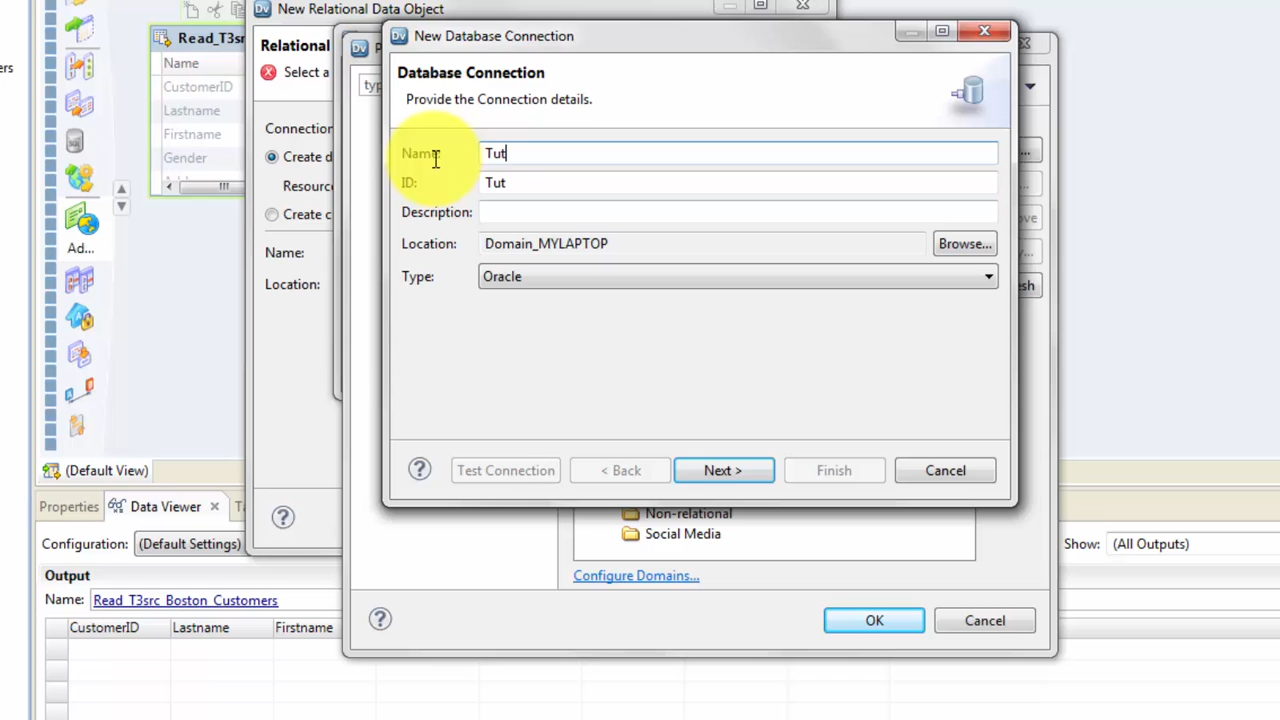 New Relational Data Object
ers
Read_T3sr
Name
CustomerID
Lastname
Firstname
Gender
Ad...
(Default View)
Relational
Select a
Connection
Create d
Resourc
Create c
Name:
Location:
typ
New Database Connection
Database Connection
Provide the Connection details.
Name:
Tut
ID:
Tut
Description:
Location:
Domain_MYLAPTOP
Browse...
Type:
Oracle
Test Connection
< Back
Next >
Finish
Cancel
Non-relational
Social Media
Configure Domains...
OK
Cancel
Properties
Data Viewer
Configuration:
(Default Settings)
Show:
(All Outputs)
Output
Name:
Read_T3src_Boston_Customers
CustomerID
Lastname
Firstname